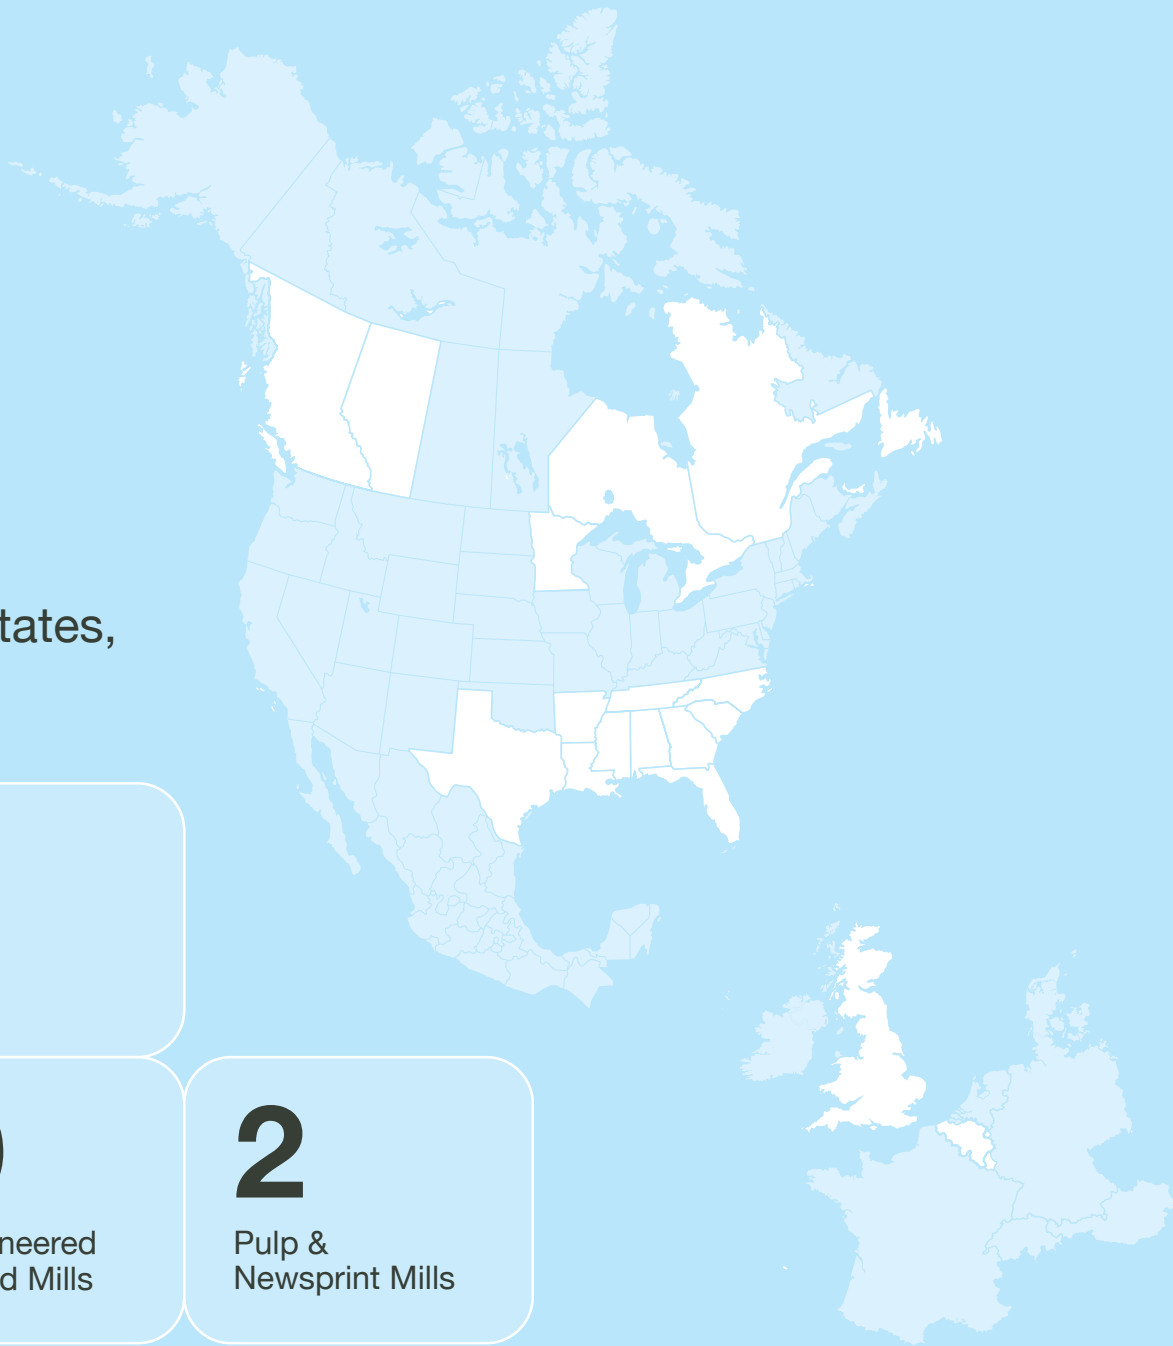 tates,
neered
d Mills
2
Pulp &
Newsprint Mills